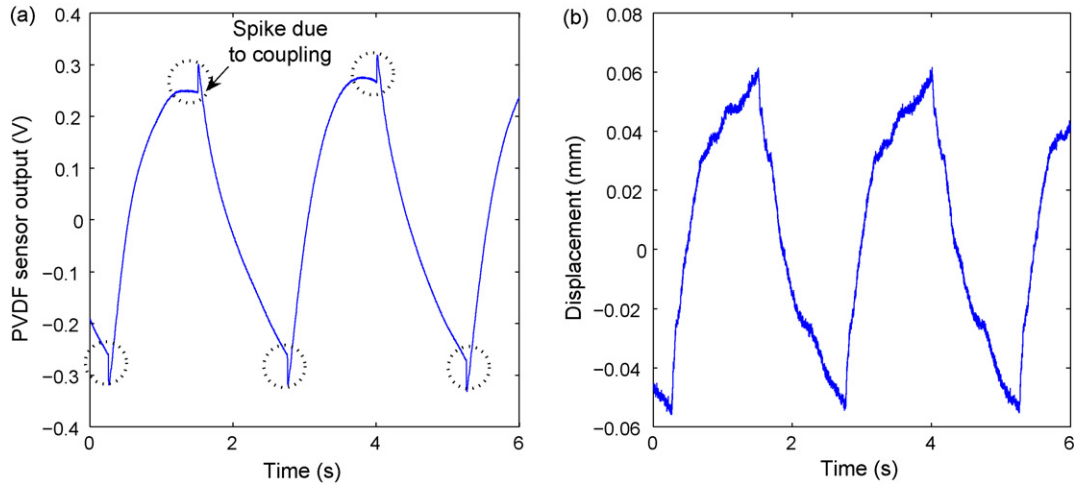 (a)
Spike due
to coupling
PVDF sensor output (V)
0.4
0.3
0.2
0.1
0
−0.1
−0.2
−0.3
−0.4
0 2 4 6
Time (s)
(b)
Displacement (mm)
0.08
0.06
0.04
0.02
0
−0.02
−0.04
−0.06
0 2 4 6
Time (s)